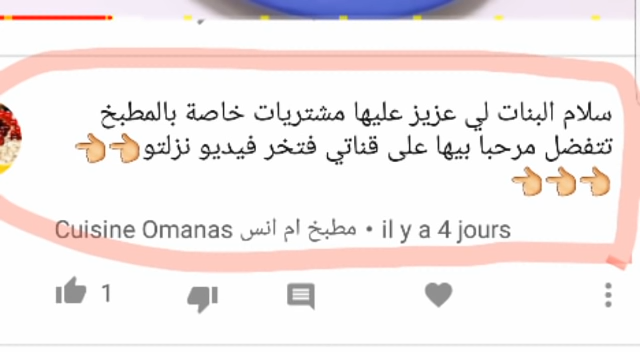 سلام البنات لي عزيز عليها مشتريات خاصة بالمطبخ
تتفضل مرحبا بيها على قناتي فتخر فيديو نزلتو👈👈
👈👈👈
Cuisine Omanas مطبخ ام انس • il y a 4 jours
1